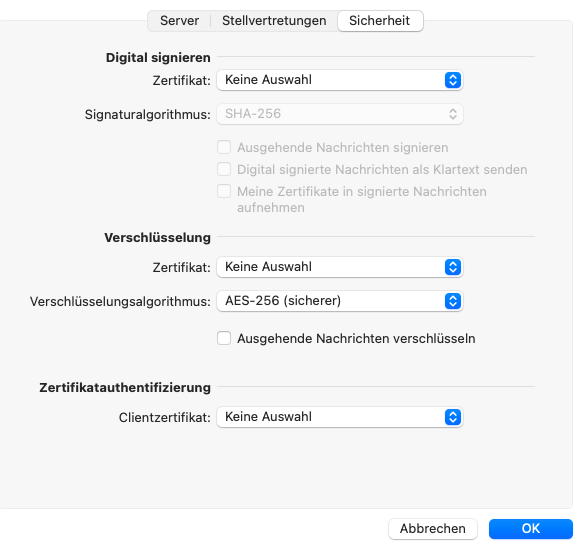 Server Stellvertretungen Sicherheit
Digital signieren
Zertifikat: Keine Auswahl
Signaturalgorithmus: SHA-256
Ausgehende Nachrichten signieren
Digital signierte Nachrichten als Klartext senden
Meine Zertifikate in signierte Nachrichten
aufnehmen
Verschlüsselung
Zertifikat: Keine Auswahl
Verschlüsselungsalgorithmus: AES-256 (sicherer)
Ausgehende Nachrichten verschlüsseln
Zertifikatauthentifizierung
Clientzertifikat: Keine Auswahl
Abbrechen OK